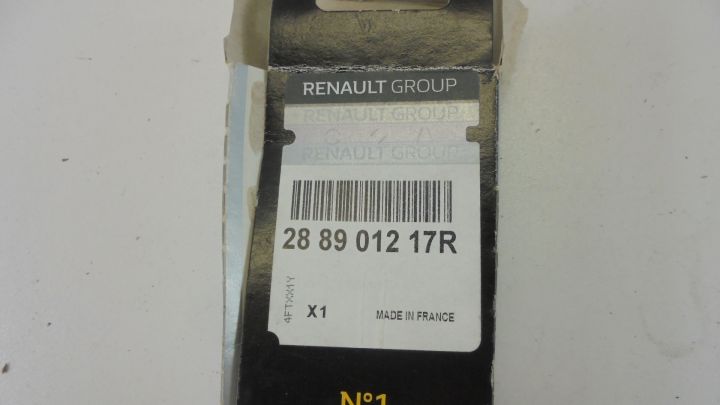 RENAULT GROUP
RENAULT GROUP
RENAULT GROUP
28 89 012 17R
4FTXX1Y
X1
MADE IN FRANCE
N°1